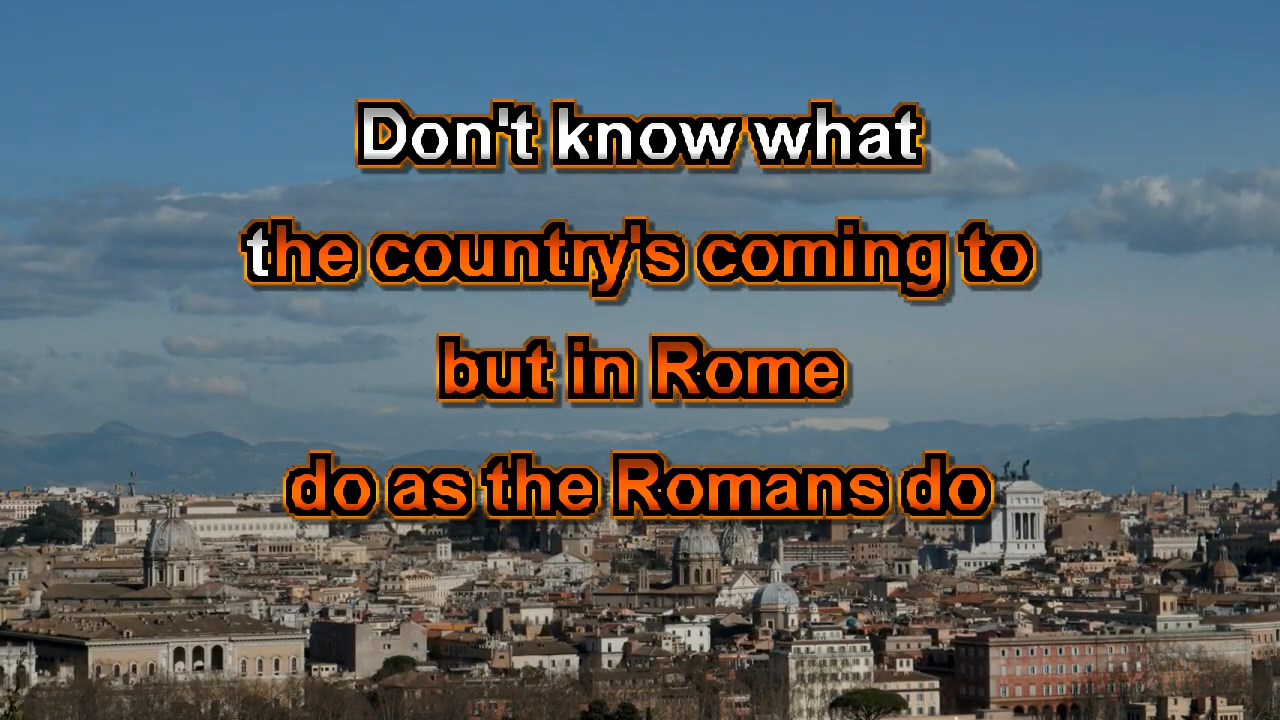 Don't know what
the country's coming to
but in Rome
do as the Romans do